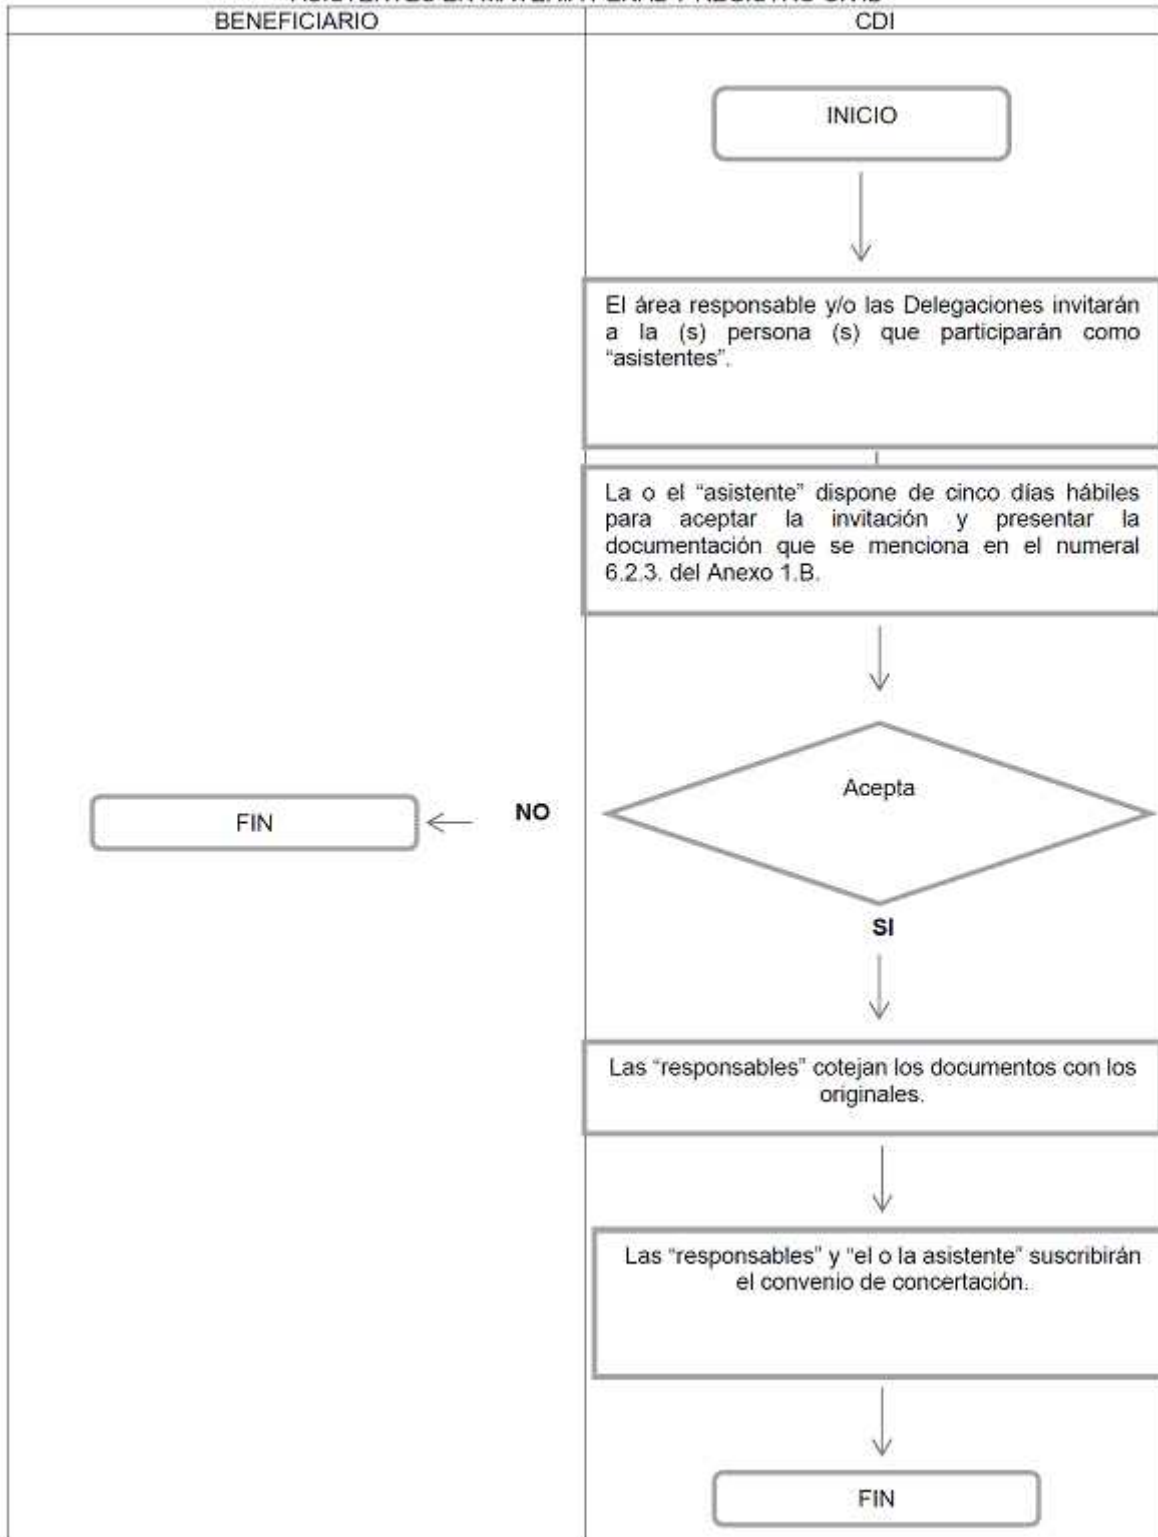 BENEFICIARIO
CDI
INICIO
El área responsable y/o las Delegaciones invitarán
a la (s) persona (s) que participarán como
“asistentes”.
La o el “asistente” dispone de cinco días hábiles
para aceptar la invitación y presentar la
documentación que se menciona en el numeral
6.2.3. del Anexo 1.B.
Acepta
NO
FIN
SI
Las “responsables” cotejan los documentos con los
originales.
Las “responsables” y “el o la asistente” suscribirán
el convenio de concertación.
FIN